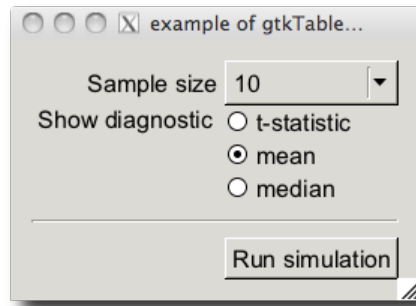 example of gtkTable...
Sample size 10
Show diagnostic t-statistic
mean
median
Run simulation